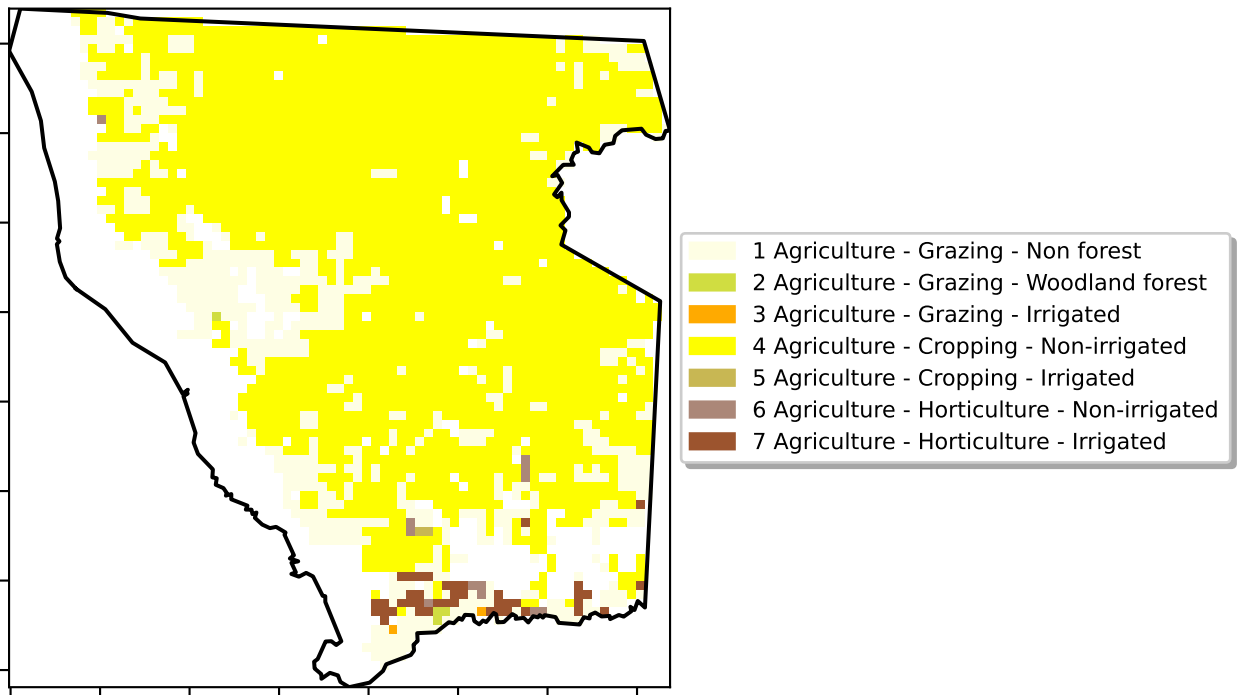 1 Agriculture - Grazing - Non forest
2 Agriculture - Grazing - Woodland forest
3 Agriculture - Grazing - Irrigated
4 Agriculture - Cropping - Non-irrigated
5 Agriculture - Cropping - Irrigated
6 Agriculture - Horticulture - Non-irrigated
7 Agriculture - Horticulture - Irrigated